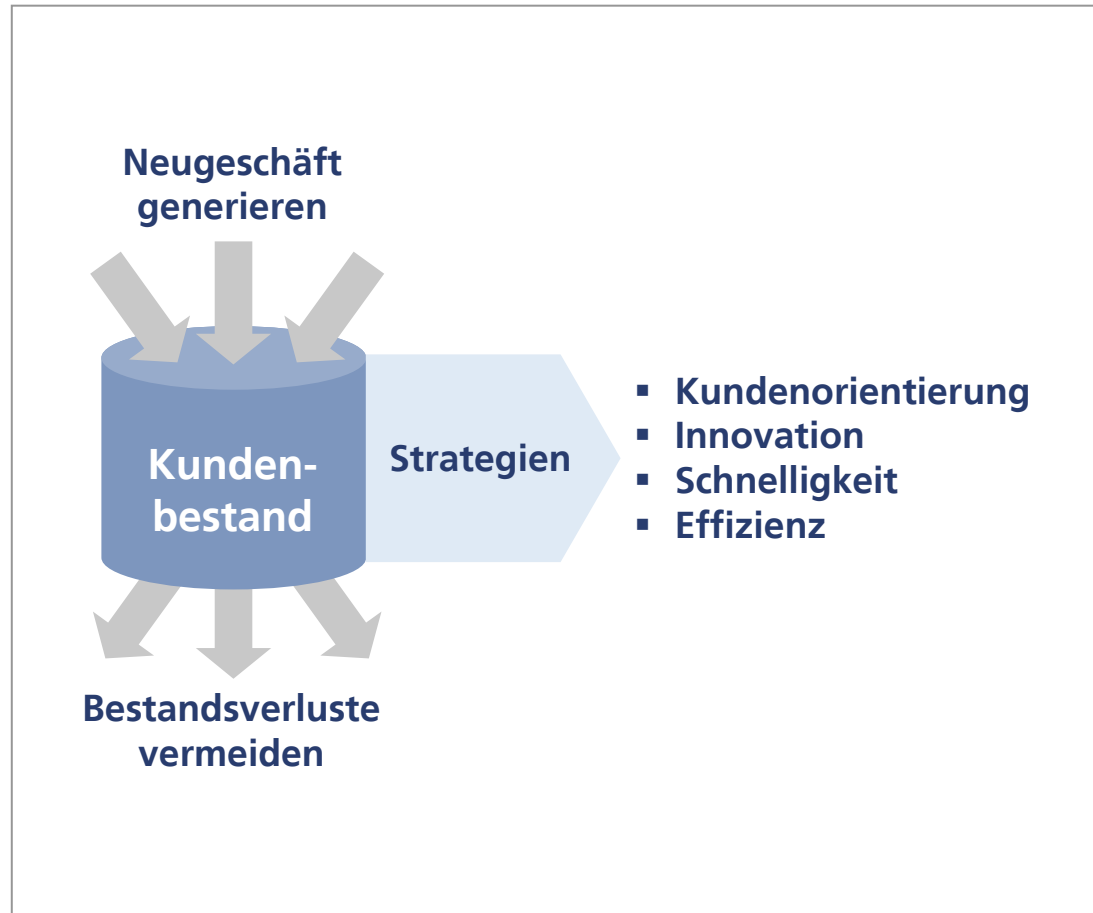 Neugeschäft
generieren
Kunden-
bestand
Strategien
▪ Kundenorientierung
▪ Innovation
▪ Schnelligkeit
▪ Effizienz
Bestandsverluste
vermeiden